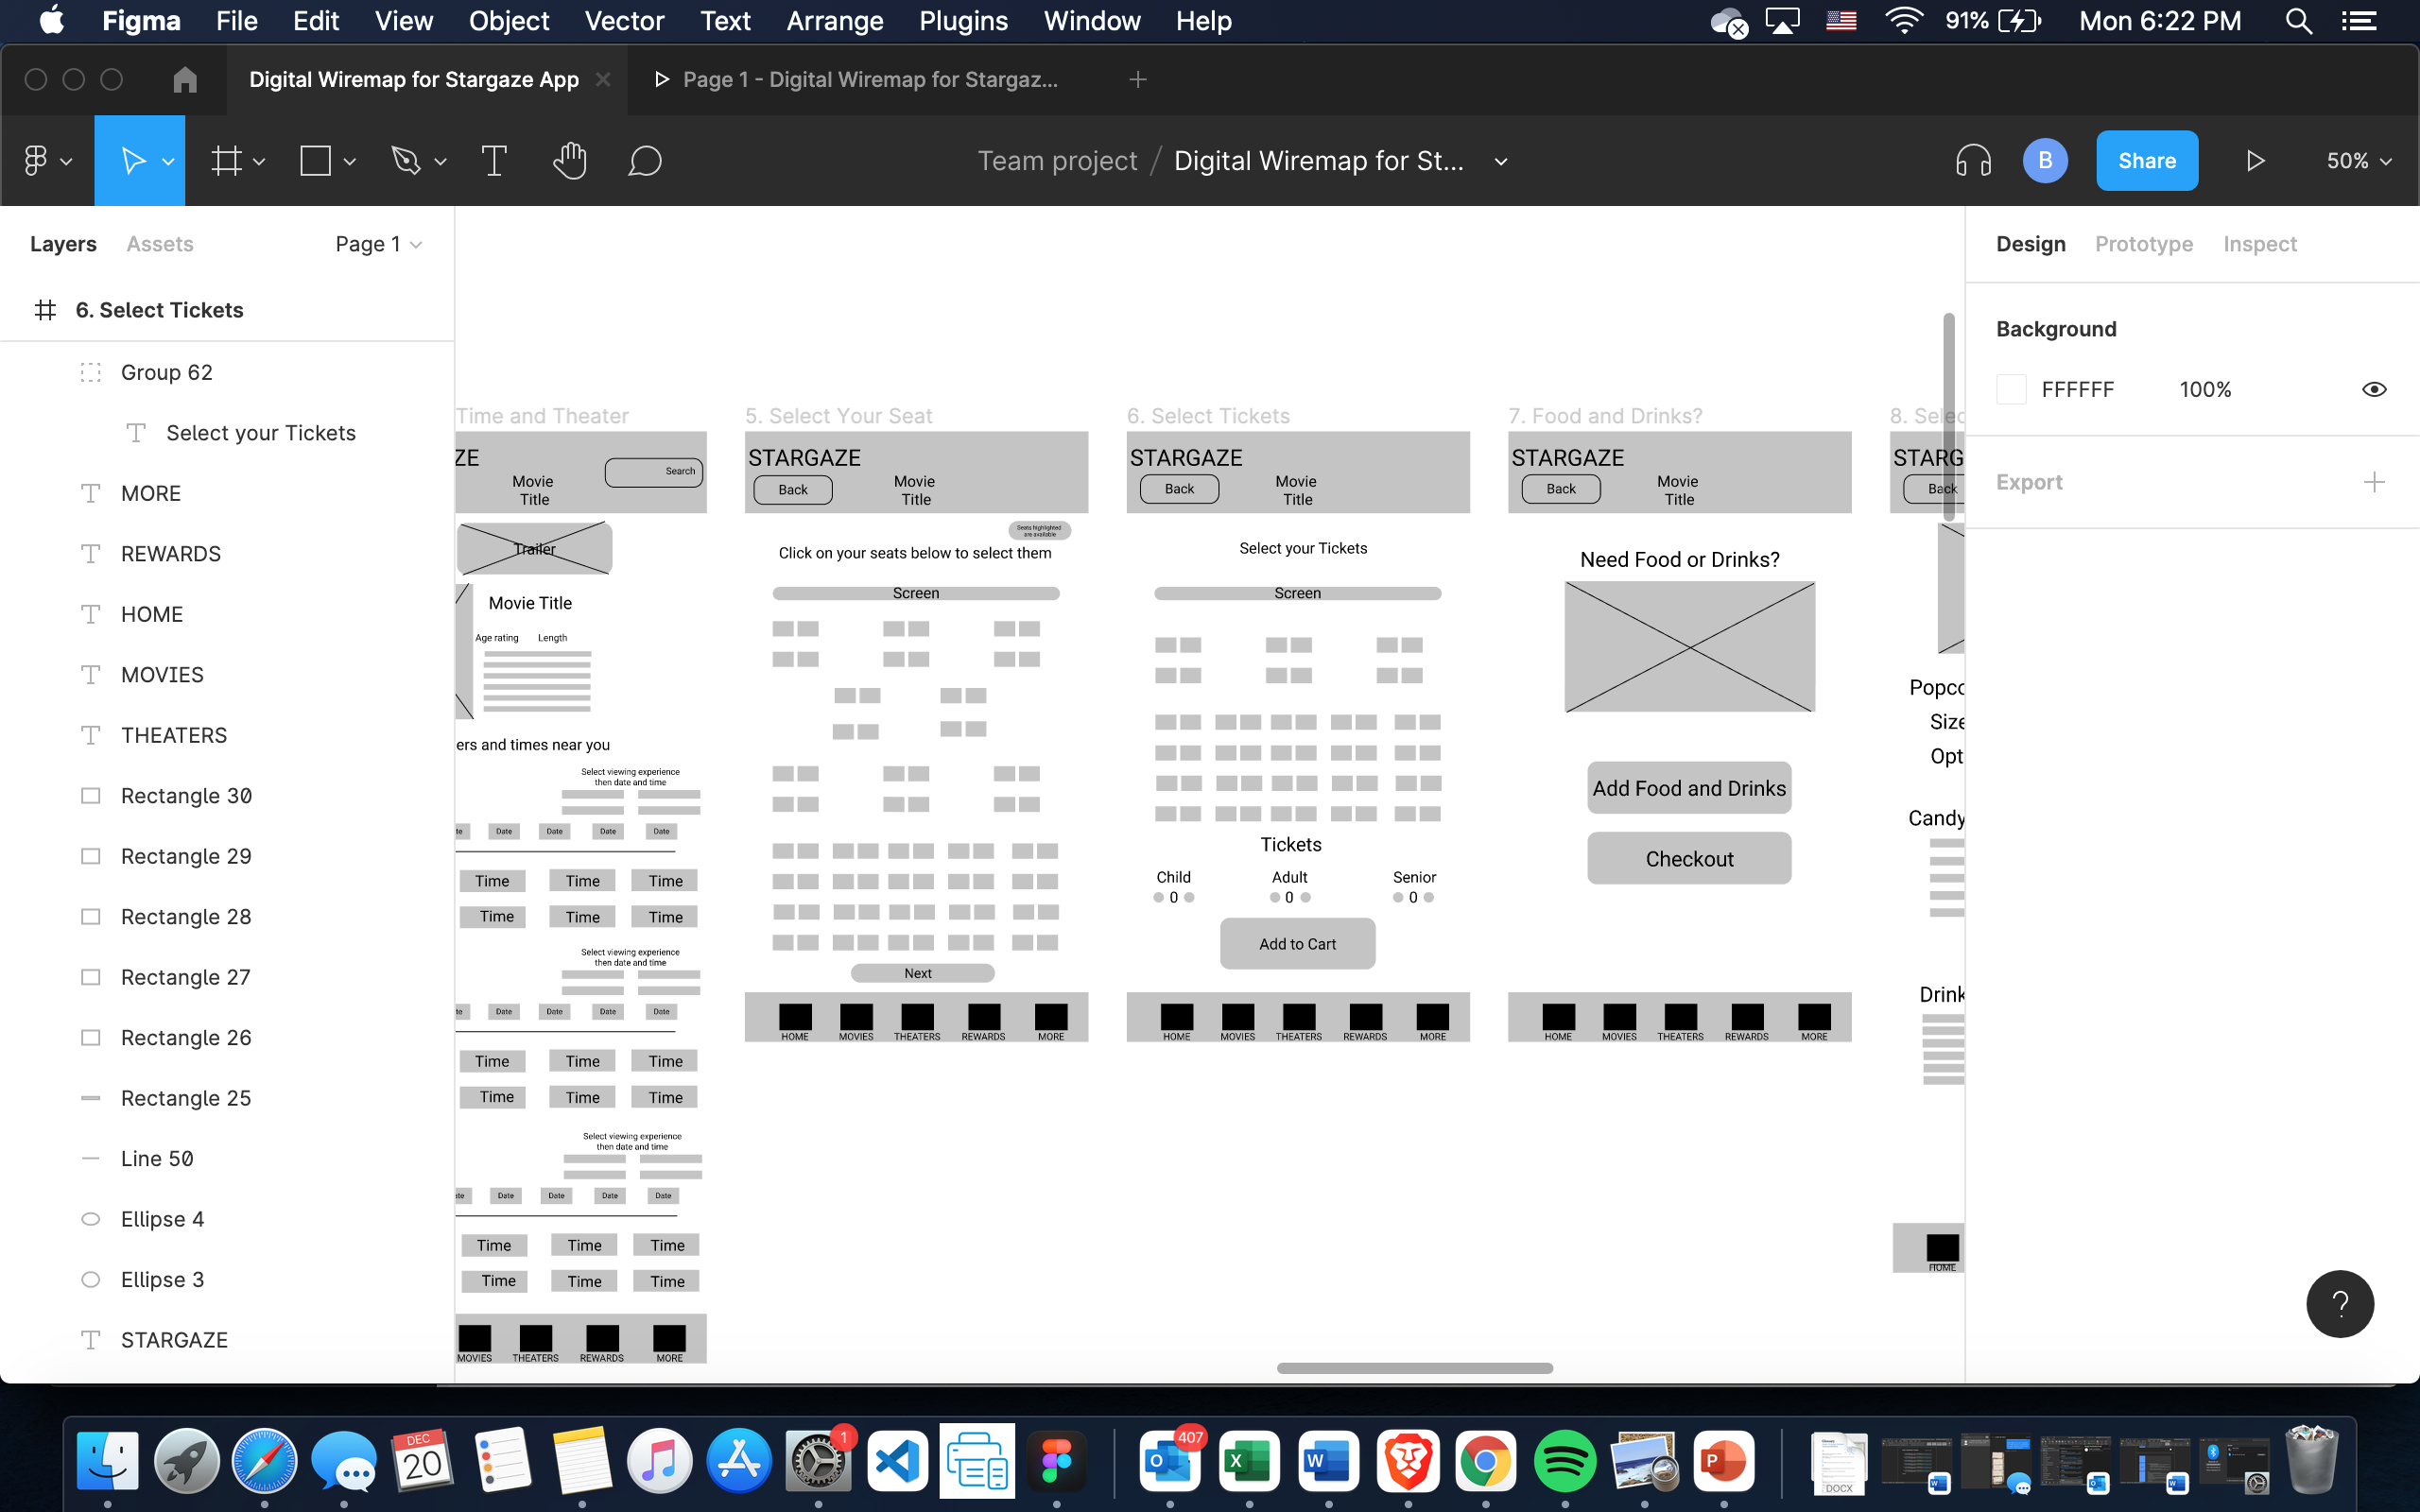 Figma File Edit View Object Vector Text Arrange Plugins Window Help
91% Mon 6:22 PM
Digital Wiremap for Stargaze App
Page 1 - Digital Wiremap for Stargaz...
Team project / Digital Wiremap for St...
B
Share
50%
Layers Assets Page 1
6. Select Tickets
Group 62
Select your Tickets
MORE
REWARDS
HOME
MOVIES
THEATERS
Rectangle 30
Rectangle 29
Rectangle 28
Rectangle 27
Rectangle 26
Rectangle 25
Line 50
Ellipse 4
Ellipse 3
STARGAZE
Time and Theater
ZE
Search
Movie
Title
Trailer
Movie Title
Age rating Length
ers and times near you
Select viewing experience
then date and time
te Date Date Date Date
Time Time Time
Time Time Time
Select viewing experience
then date and time
te Date Date Date Date
Time Time Time
Time Time Time
Select viewing experience
then date and time
te Date Date Date Date
Time Time Time
Time Time Time
MOVIES THEATERS REWARDS MORE
5. Select Your Seat
STARGAZE
Back
Movie
Title
Seats highlighted
are available
Click on your seats below to select them
Screen
Next
HOME MOVIES THEATERS REWARDS MORE
6. Select Tickets
STARGAZE
Back
Movie
Title
Select your Tickets
Screen
Tickets
Child Adult Senior
0 0 0
Add to Cart
HOME MOVIES THEATERS REWARDS MORE
7. Food and Drinks?
STARGAZE
Back
Movie
Title
Need Food or Drinks?
Add Food and Drinks
Checkout
HOME MOVIES THEATERS REWARDS MORE
8. Selec
STARG
Back
Popco
Size
Opt
Candy
Drink
HOME
Design Prototype Inspect
Background
FFFFFF 100%
Export
?
DEC
20
1
407
DOCX